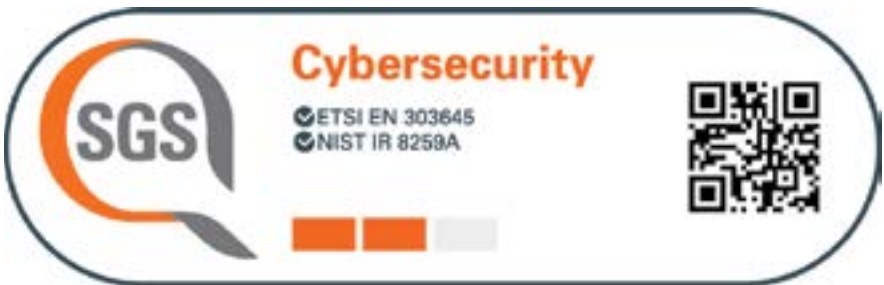 SGS
Cybersecurity
ETSI EN 303645
NIST IR 8259A